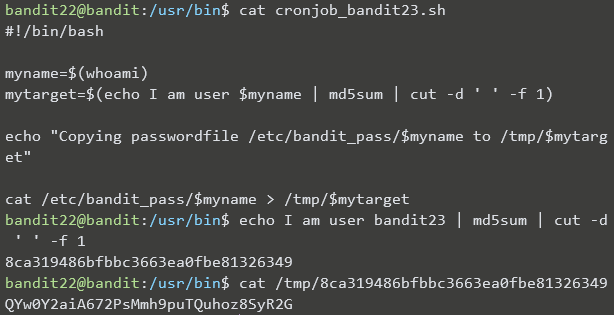 bandit22@bandit:/usr/bin$ cat cronjob_bandit23.sh
#!/bin/bash
myname=$(whoami)
mytarget=$(echo I am user $myname | md5sum | cut -d ' ' -f 1)
echo "Copying passwordfile /etc/bandit_pass/$myname to /tmp/$mytarg
et"
cat /etc/bandit_pass/$myname > /tmp/$mytarget
bandit22@bandit:/usr/bin$ echo I am user bandit23 | md5sum | cut -d
 ' ' -f 1
8ca319486bfbbc3663ea0fbe81326349
bandit22@bandit:/usr/bin$ cat /tmp/8ca319486bfbbc3663ea0fbe81326349
QYw0Y2aiA672PsMmh9puTQuhoz8SyR2G